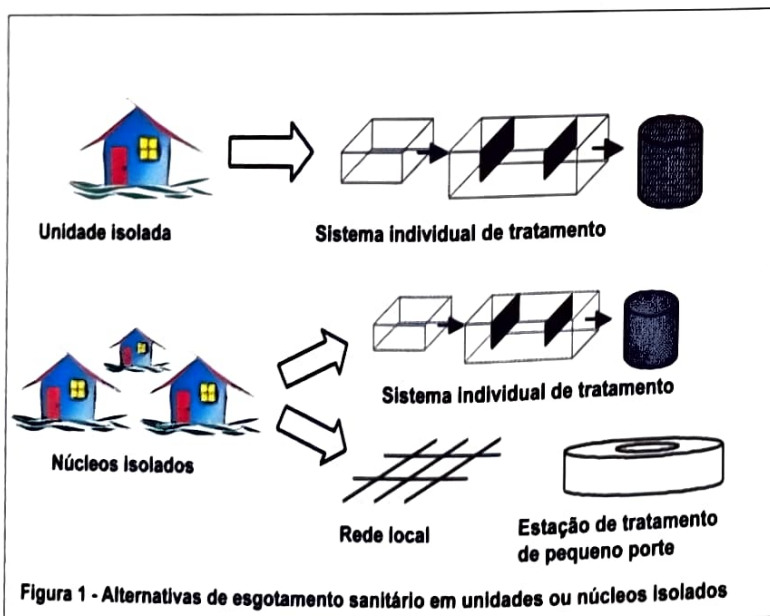 Unidade isolada
Sistema individual de tratamento
Sistema individual de tratamento
Núcleos isolados
Rede local
Estação de tratamento
de pequeno porte
Figura 1 - Alternativas de esgotamento sanitário em unidades ou núcleos isolados